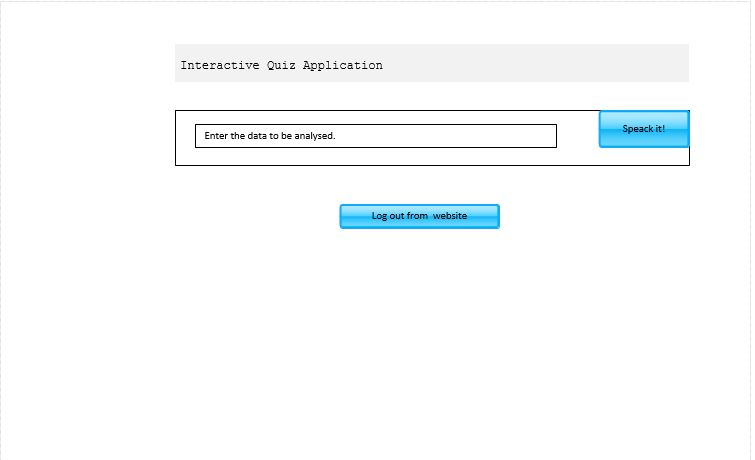 Interactive Quiz Application
Enter the data to be analysed.
Speack it!
Log out from  website